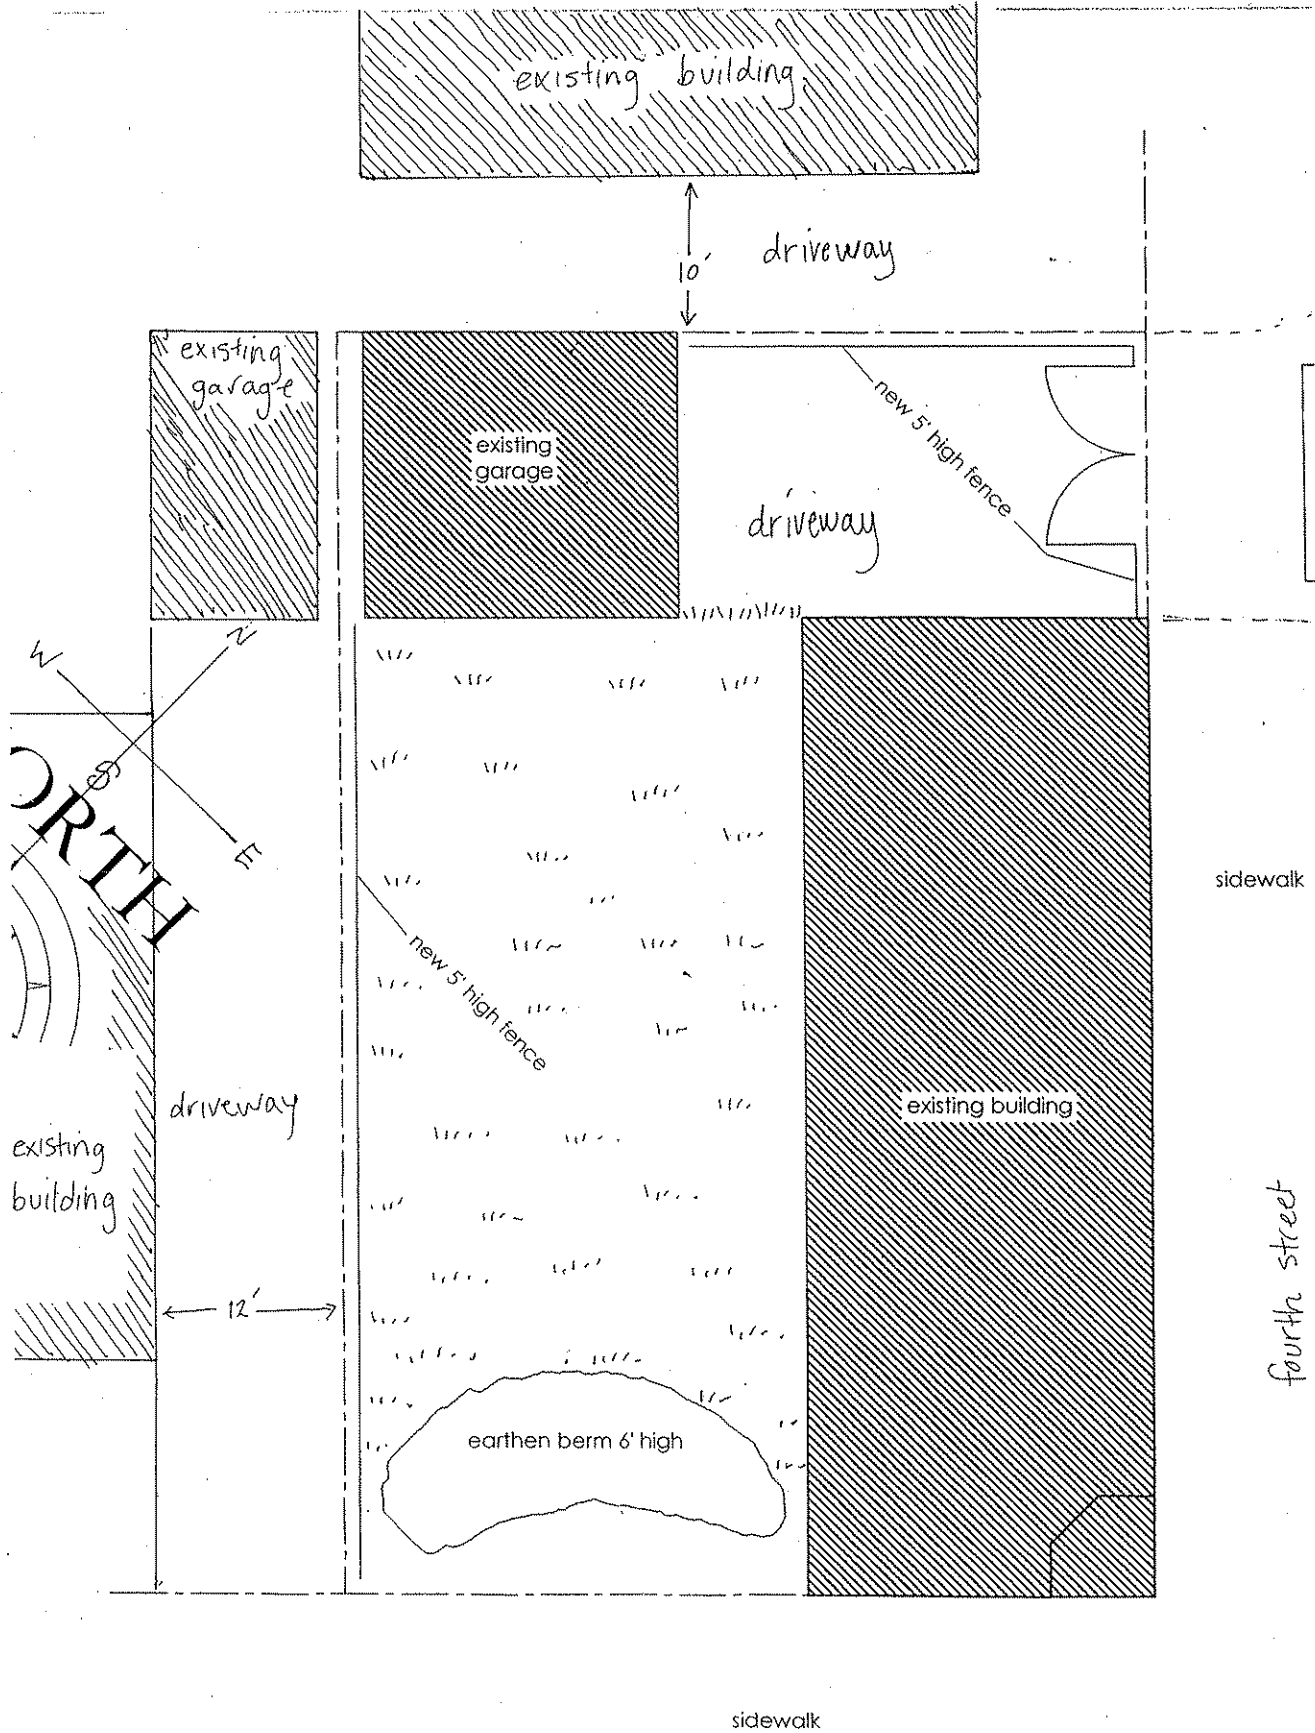 existing building
10'
driveway
existing
garage
existing
garage
new 5' high fence
driveway
W
N
S
E
ORTH
sidewalk
new 5' high fence
driveway
existing building
existing
building
fourth street
12'
earthen berm 6' high
sidewalk